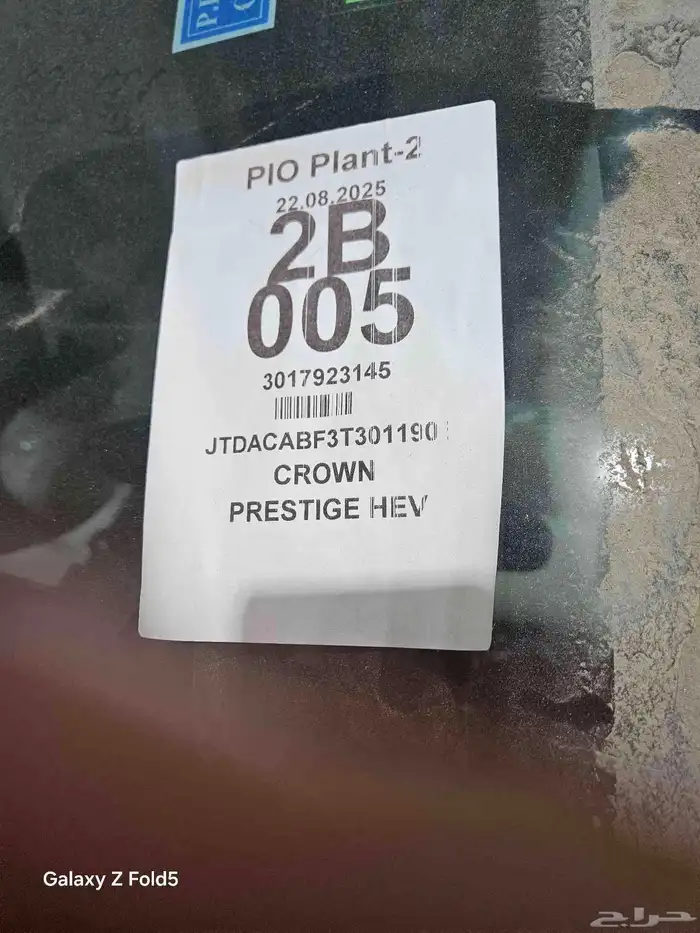 PIO Plant-2
22.08.2025
2B
005
3017923145
JTDACABF3T301190
CROWN
PRESTIGE HEV
Galaxy Z Fold5
حراج